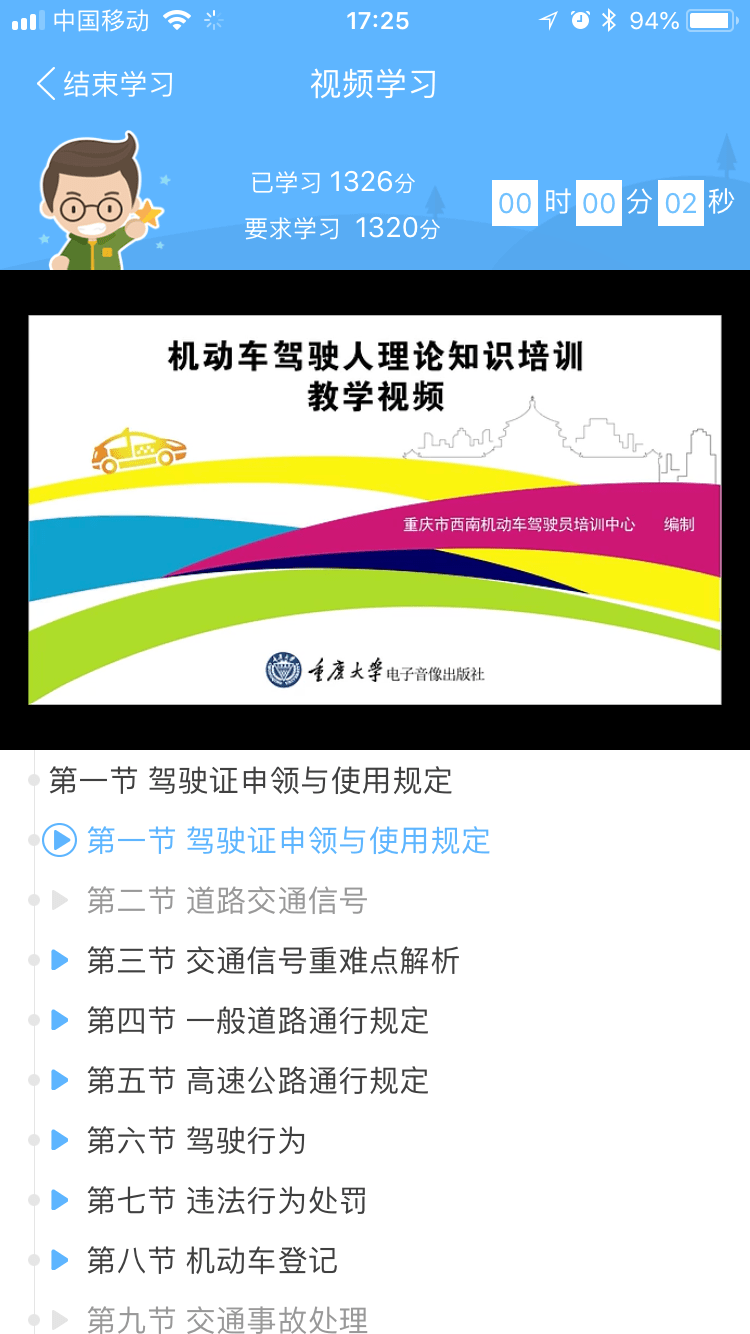 中国移动 17:25 94%
结束学习 视频学习
已学习 1326分
要求学习 1320分
00 时 00 分 02 秒
机动车驾驶人理论知识培训
教学视频
重庆市西南机动车驾驶员培训中心 编制
重庆大学电子音像出版社
第一节 驾驶证申领与使用规定
第一节 驾驶证申领与使用规定
第二节 道路交通信号
第三节 交通信号重难点解析
第四节 一般道路通行规定
第五节 高速公路通行规定
第六节 驾驶行为
第七节 违法行为处罚
第八节 机动车登记
第九节 交通事故处理